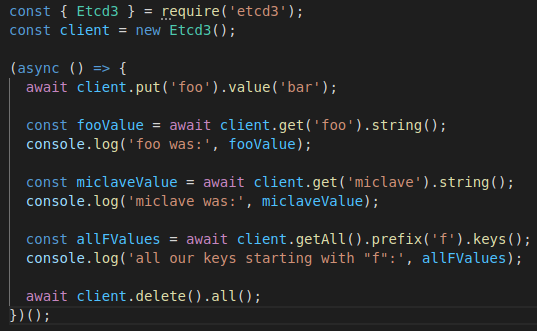 const { Etcd3 } = require('etcd3');
const client = new Etcd3();
(async () => {
  await client.put('foo').value('bar');
  const fooValue = await client.get('foo').string();
  console.log('foo was:', fooValue);
  const miclaveValue = await client.get('miclave').string();
  console.log('miclave was:', miclaveValue);
  const allFValues = await client.getAll().prefix('f').keys();
  console.log('all our keys starting with "f":', allFValues);
  await client.delete().all();
})();